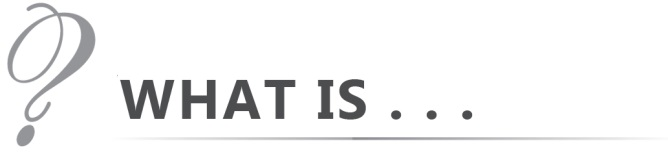 ? WHAT IS . . .